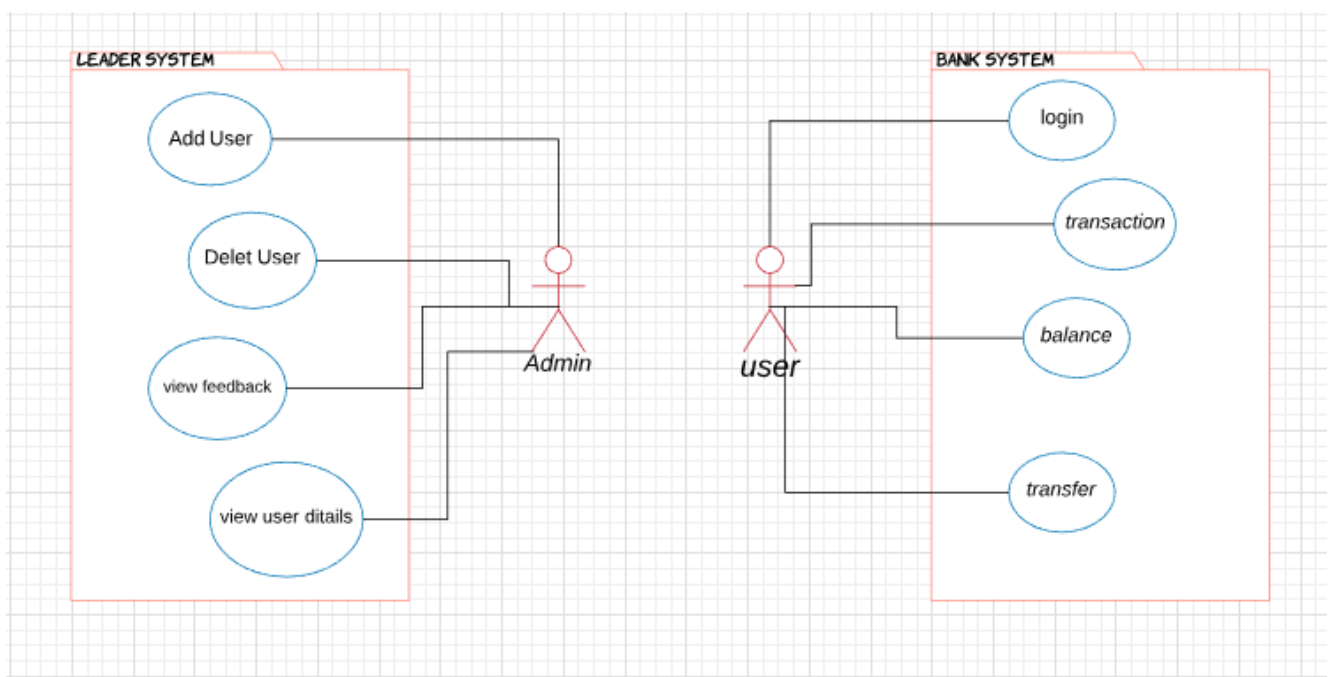 LEADER SYSTEM
Add User
Delet User
view feedback
view user ditails
Admin
user
BANK SYSTEM
login
transaction
balance
transfer